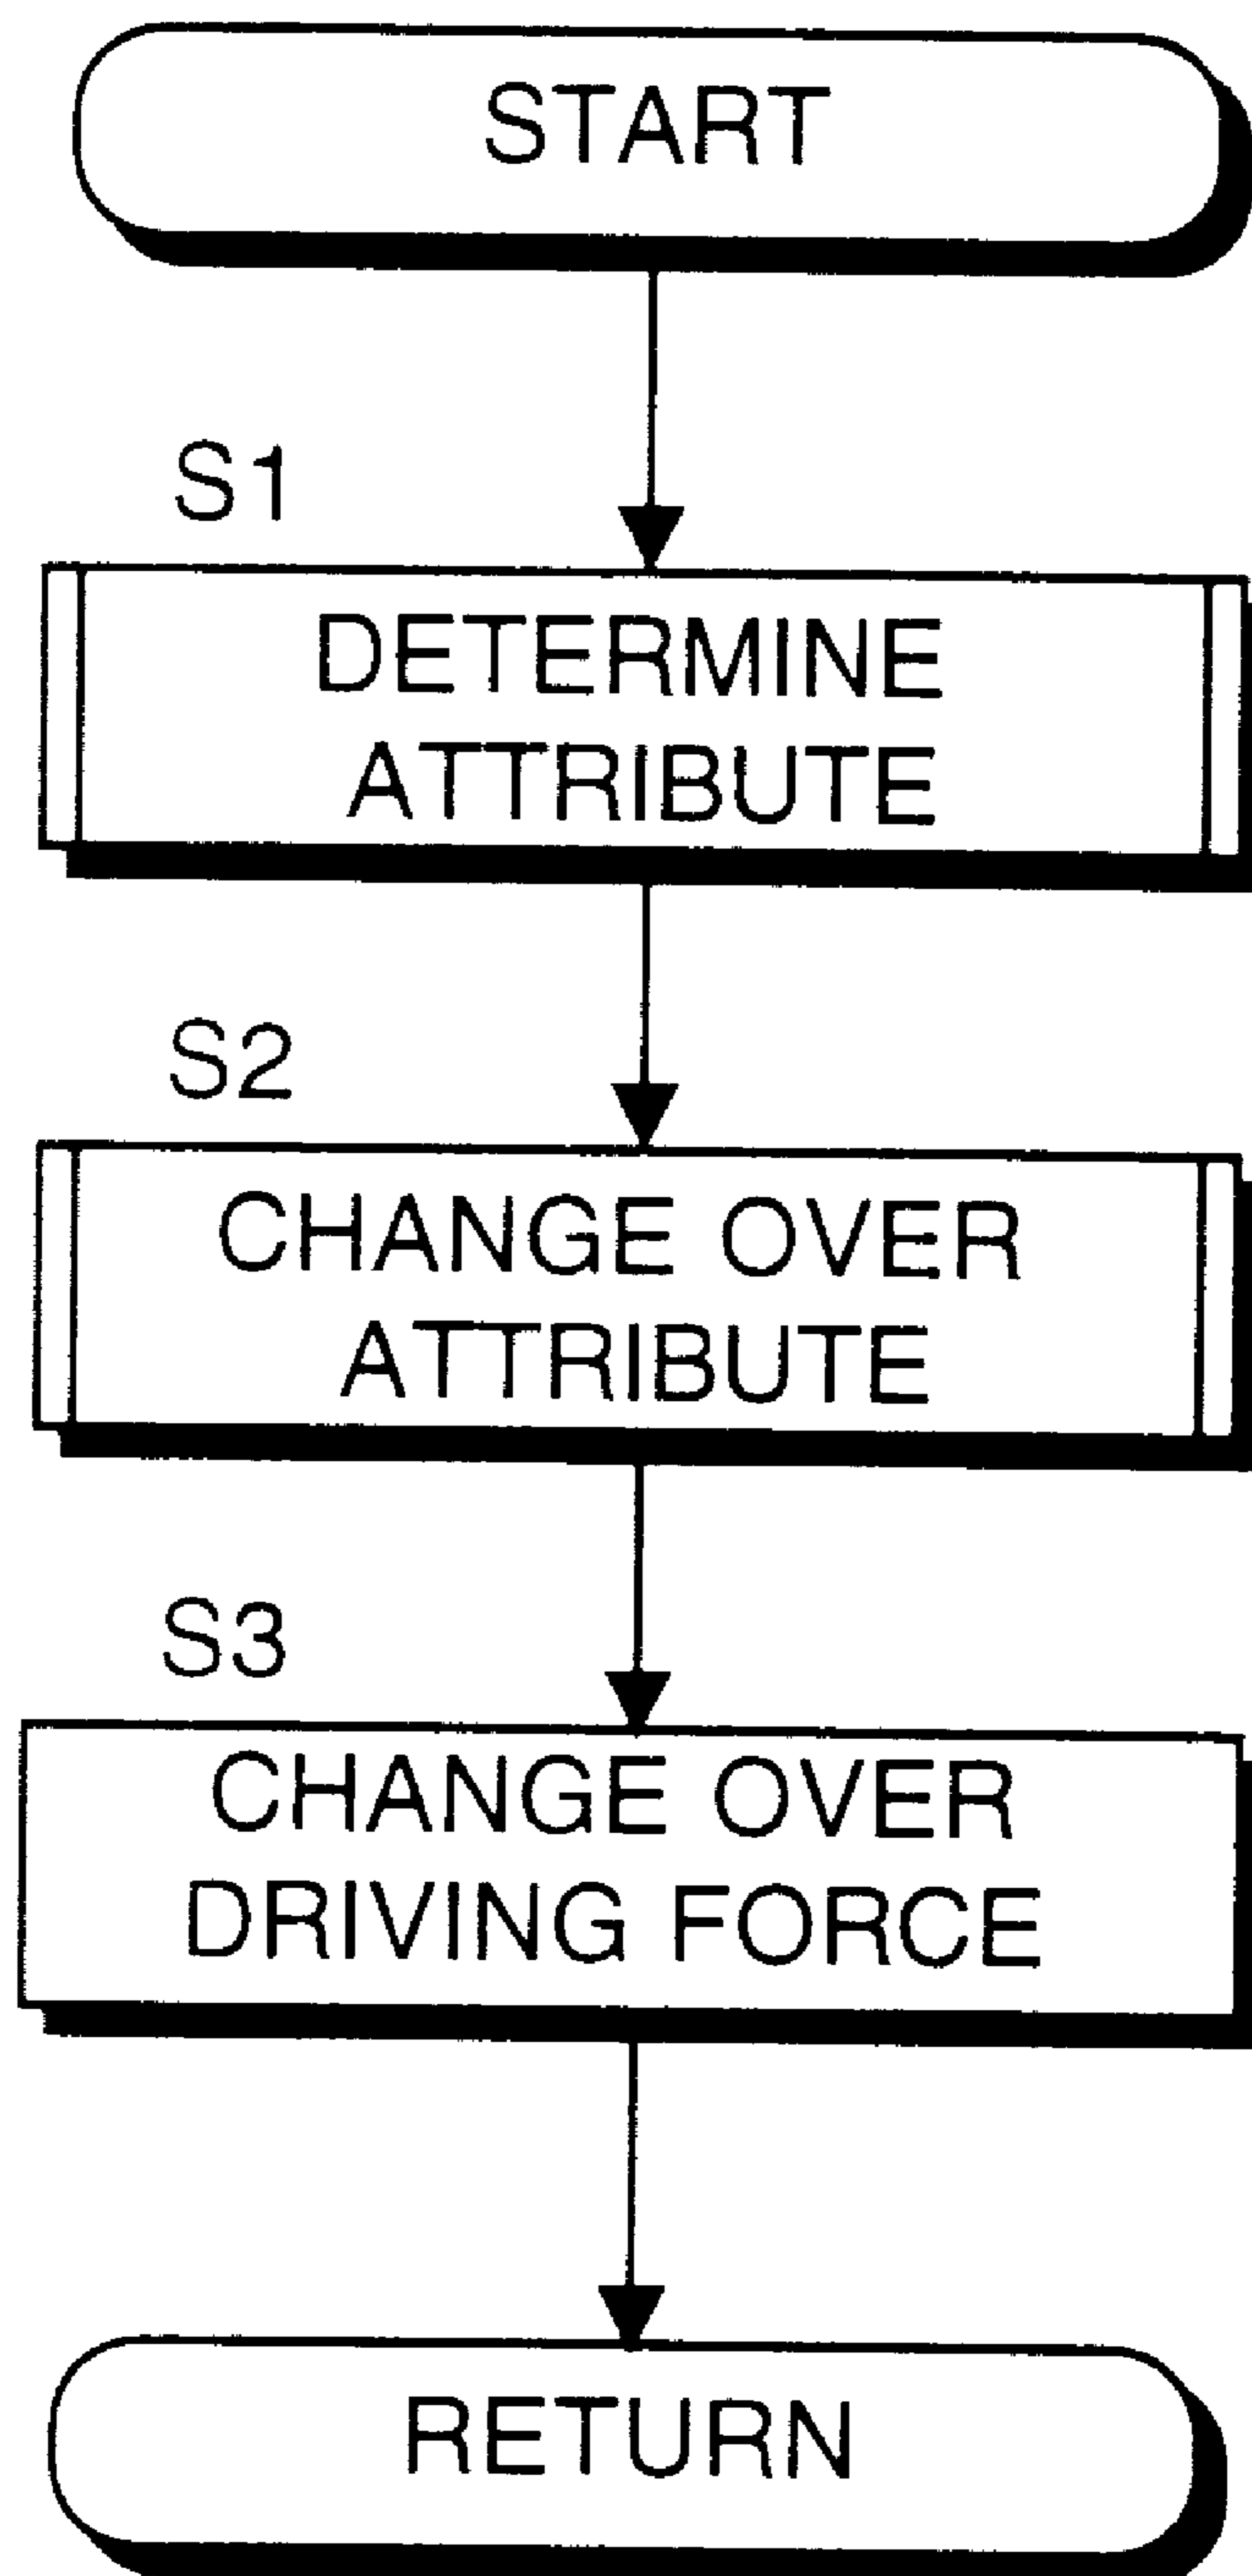 START
S1
DETERMINE
ATTRIBUTE
S2
CHANGE OVER
ATTRIBUTE
S3
CHANGE OVER
DRIVING FORCE
RETURN